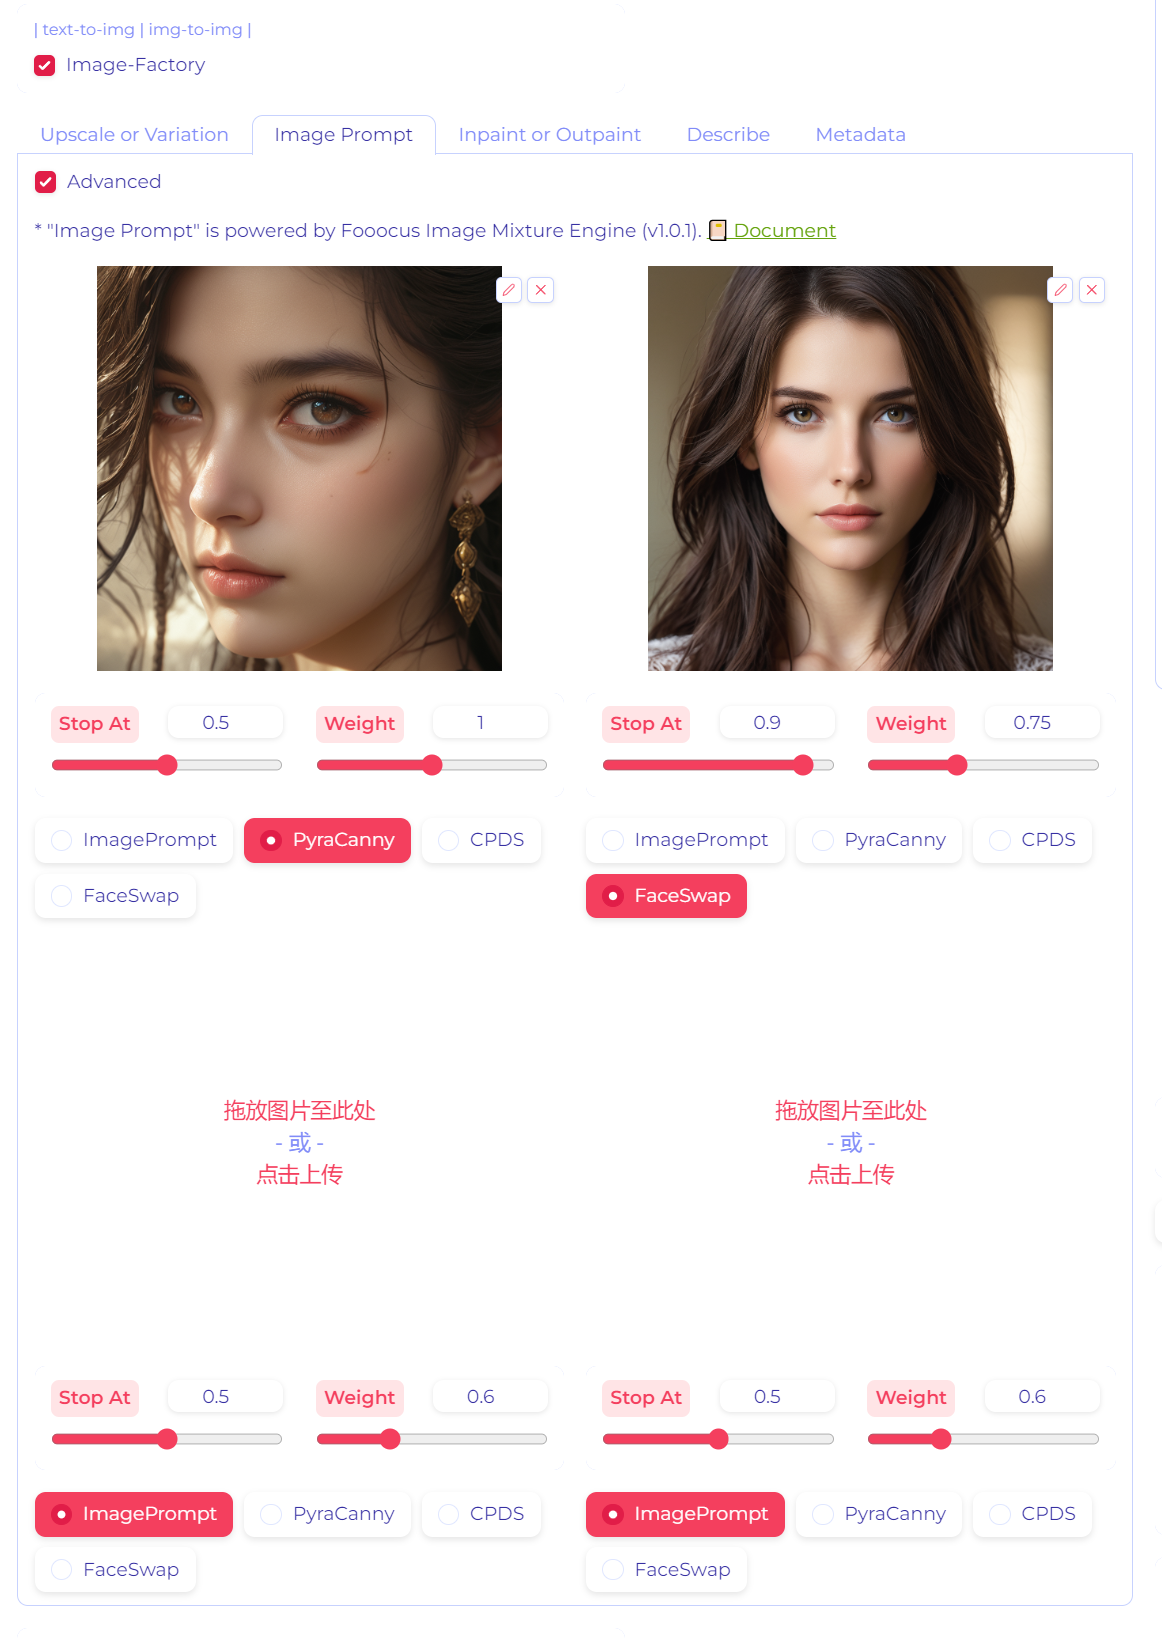 | text-to-img | img-to-img |
Image-Factory
Upscale or Variation Image Prompt Inpaint or Outpaint Describe Metadata
Advanced
* "Image Prompt" is powered by Fooocus Image Mixture Engine (v1.0.1). 📔 Document
Stop At 0.5 Weight 1 Stop At 0.9 Weight 0.75
ImagePrompt PyraCanny CPDS ImagePrompt PyraCanny CPDS
FaceSwap FaceSwap
拖放图片至此处 拖放图片至此处
- 或 - - 或 -
点击上传 点击上传
Stop At 0.5 Weight 0.6 Stop At 0.5 Weight 0.6
ImagePrompt PyraCanny CPDS ImagePrompt PyraCanny CPDS
FaceSwap FaceSwap